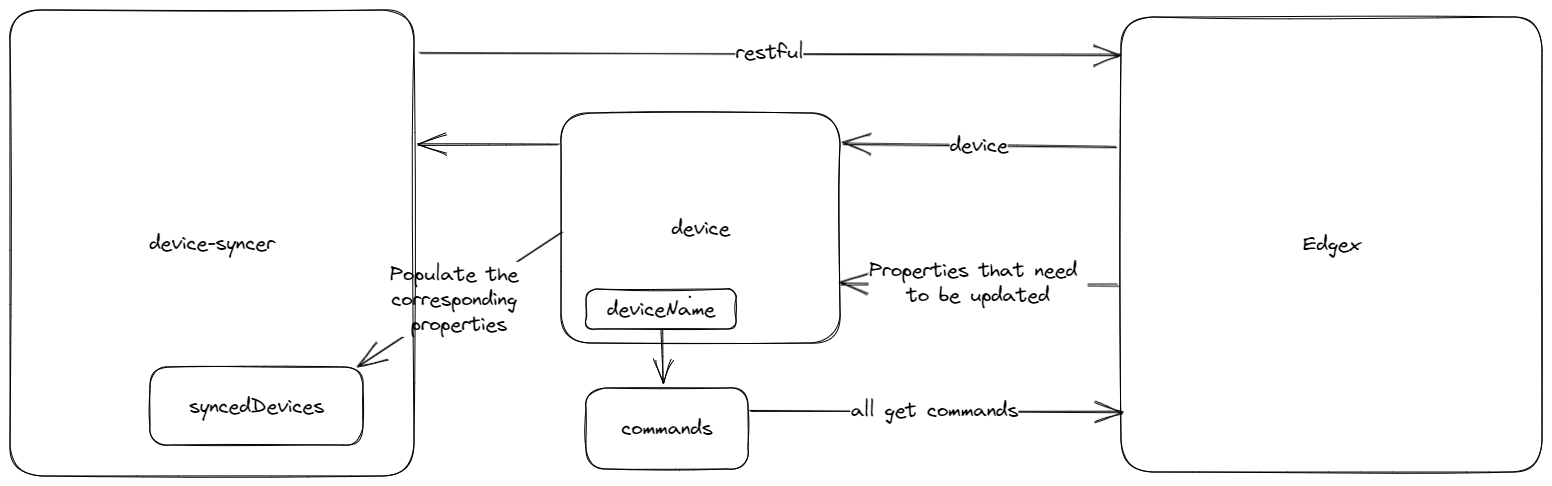 restful
device
device
device-syncer
Edgex
Populate the
corresponding
properties
Properties that need
to be updated
deviceName
syncedDevices
all get commands
commands